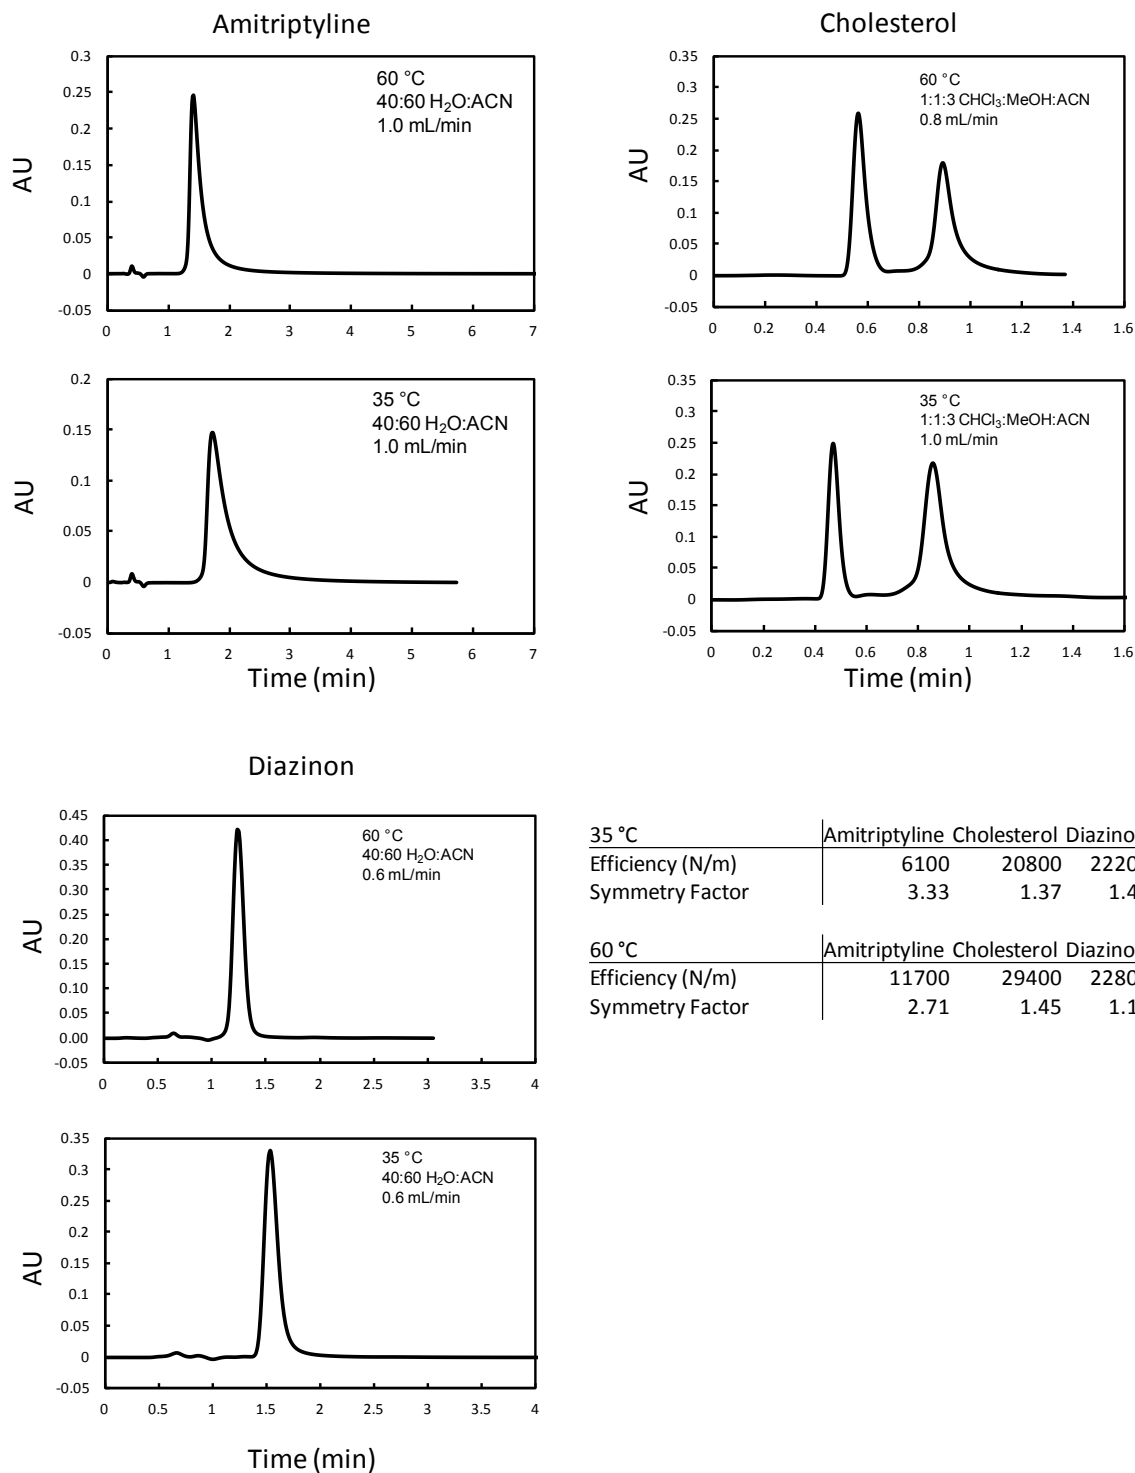 Amitriptyline
0.3
0.25
0.2
0.15
0.1
0.05
0
-0.05
AU
60 °C
40:60 H₂O:ACN
1.0 mL/min
0 1 2 3 4 5 6 7
0.2
0.15
0.1
0.05
0
-0.05
AU
35 °C
40:60 H₂O:ACN
1.0 mL/min
0 1 2 3 4 5 6 7
Time (min)
Cholesterol
0.35
0.3
0.25
0.2
0.15
0.1
0.05
0
-0.05
AU
60 °C
1:1:3 CHCl₃:MeOH:ACN
0.8 mL/min
0 0.2 0.4 0.6 0.8 1 1.2 1.4 1.6
0.35
0.3
0.25
0.2
0.15
0.1
0.05
0
-0.05
AU
35 °C
1:1:3 CHCl₃:MeOH:ACN
1.0 mL/min
0 0.2 0.4 0.6 0.8 1 1.2 1.4 1.6
Time (min)
Diazinon
0.45
0.40
0.35
0.30
0.25
0.20
0.15
0.10
0.05
0.00
-0.05
AU
60 °C
40:60 H₂O:ACN
0.6 mL/min
0 0.5 1 1.5 2 2.5 3 3.5 4
0.35
0.3
0.25
0.2
0.15
0.1
0.05
0
-0.05
AU
35 °C
40:60 H₂O:ACN
0.6 mL/min
0 0.5 1 1.5 2 2.5 3 3.5 4
Time (min)
35 °C Amitriptyline Cholesterol Diazino
Efficiency (N/m) 6100 20800 2220
Symmetry Factor 3.33 1.37 1.4
60 °C Amitriptyline Cholesterol Diazino
Efficiency (N/m) 11700 29400 2280
Symmetry Factor 2.71 1.45 1.1